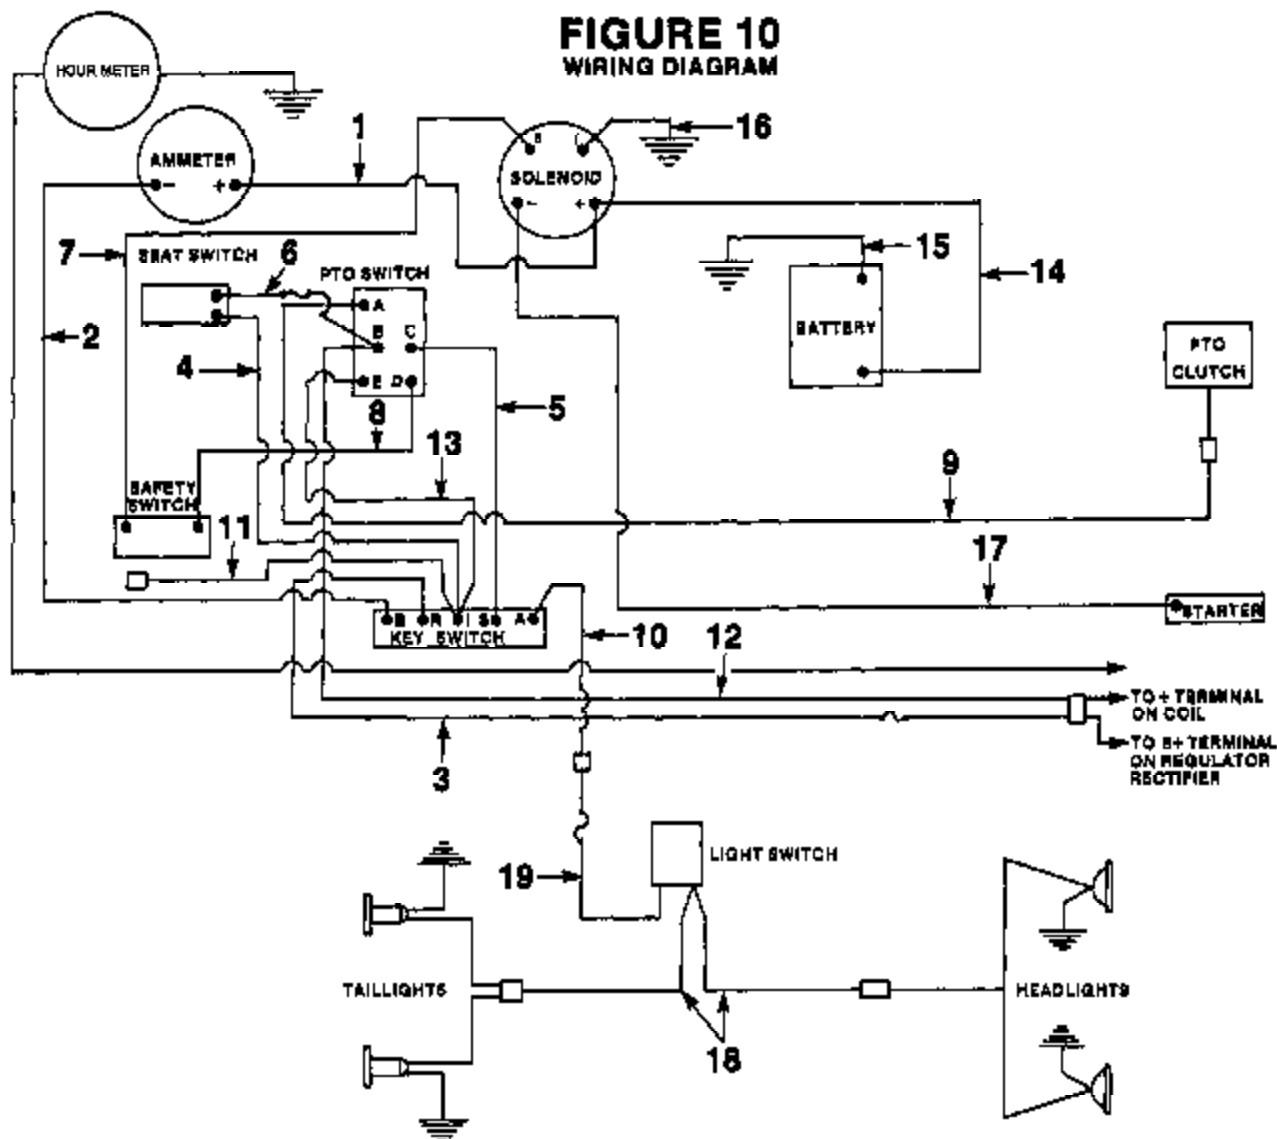 FIGURE 10
WIRING DIAGRAM
HOUR METER
AMMETER
- +
1
S I
SOLENOID
- +
16
7
SEAT SWITCH
6
PTO SWITCH
A
B C
E D
15
14
BATTERY
PTO
CLUTCH
2
4
8
5
13
9
SAFETY
SWITCH
11
17
STARTER
B R I S A
KEY SWITCH
10
12
TO + TERMINAL
ON COIL
3
TO B+ TERMINAL
ON REGULATOR
RECTIFIER
LIGHT SWITCH
19
TAILLIGHTS
HEADLIGHTS
18